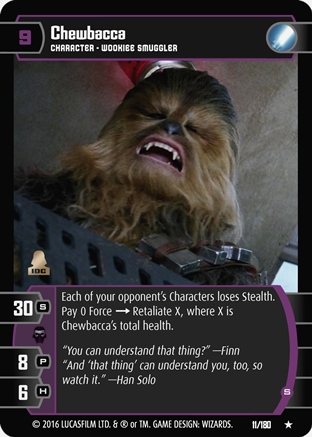 9
Chewbacca
CHARACTER - WOOKIEE SMUGGLER
IDC
30 S
8 P
6 H
Each of your opponent's Characters loses Stealth.
Pay 0 Force → Retaliate X, where X is
Chewbacca's total health.
"You can understand that thing?" —Finn
"And 'that thing' can understand you, too, so
watch it." —Han Solo
S
© 2016 LUCASFILM LTD. & ® or TM. GAME DESIGN: WIZARDS.
11/180 ★